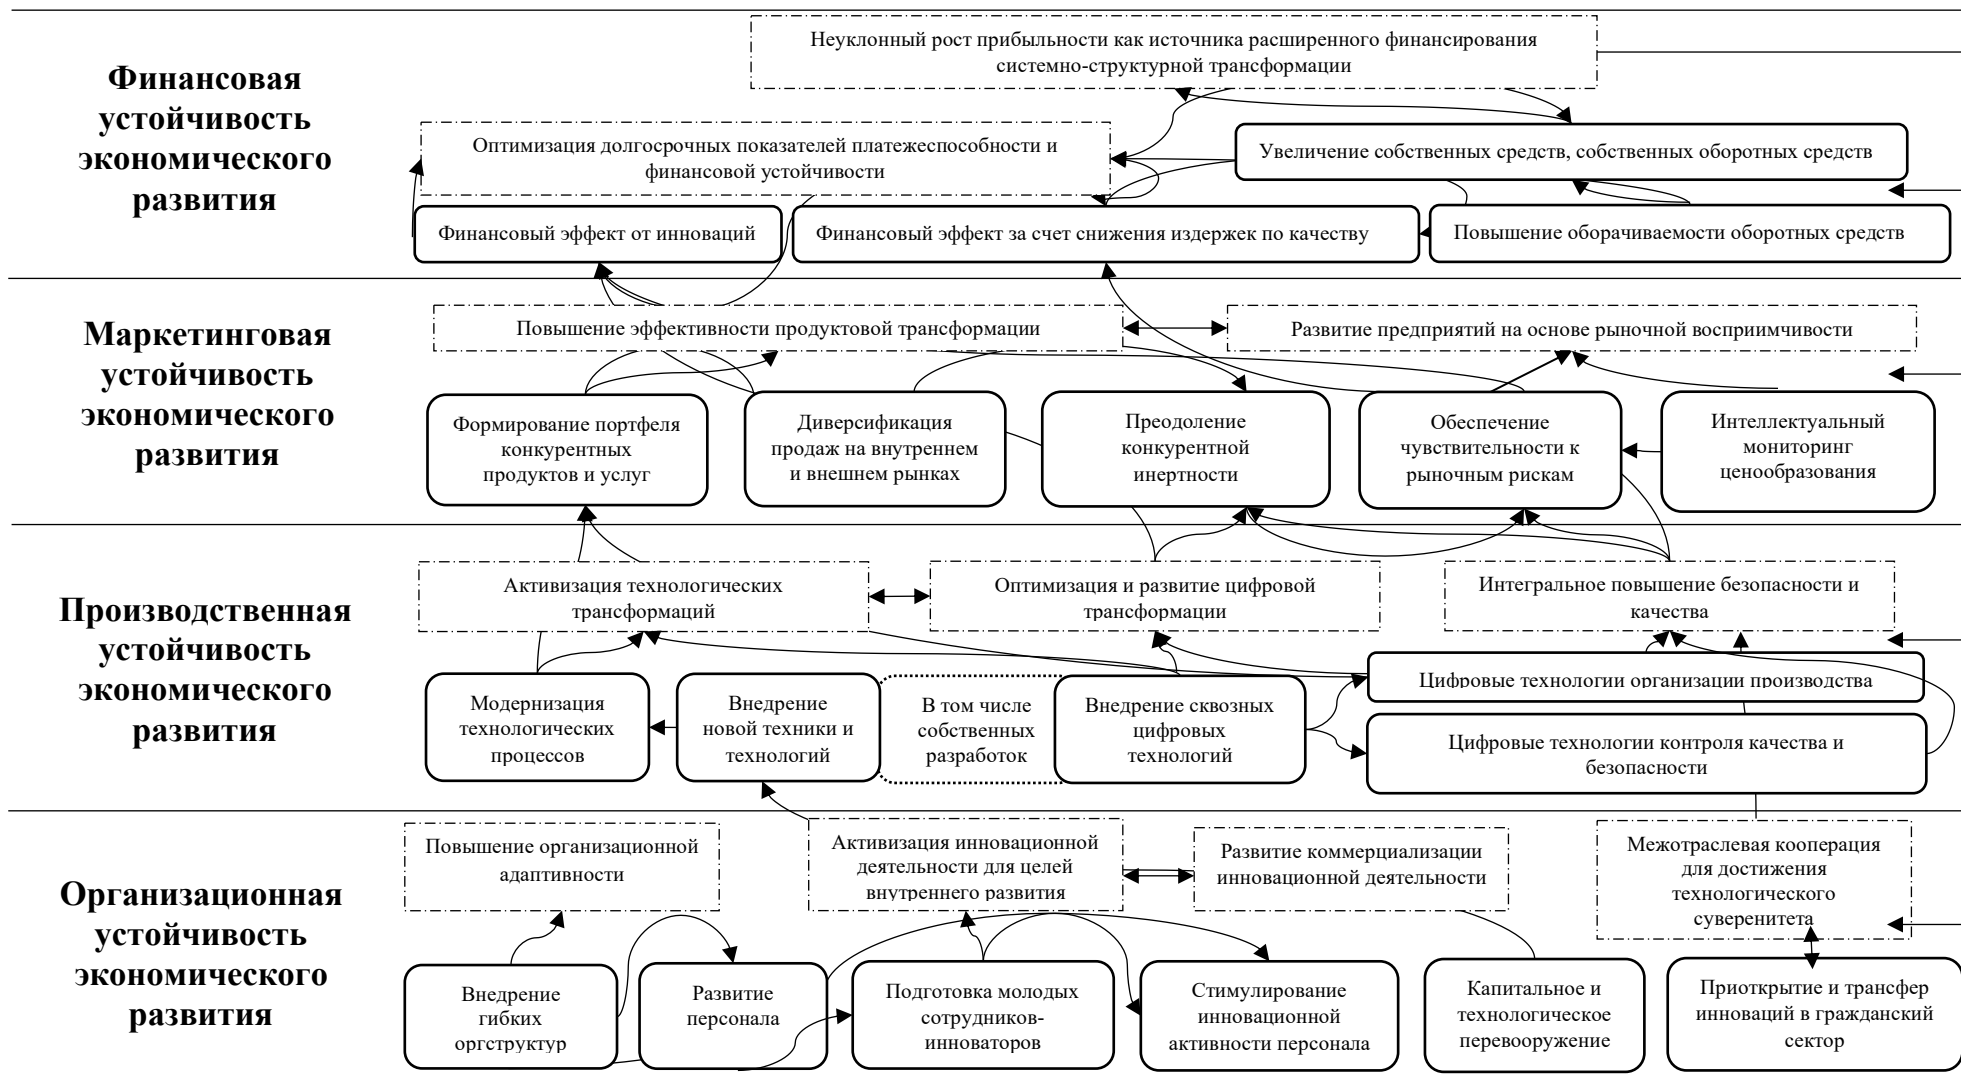 Финансовая
устойчивость
экономического
развития
Неуклонный рост прибыльности как источника расширенного финансирования
системно-структурной трансформации
Оптимизация долгосрочных показателей платежеспособности и
финансовой устойчивости
Увеличение собственных средств, собственных оборотных средств
Финансовый эффект от инноваций
Финансовый эффект за счет снижения издержек по качеству
Повышение оборачиваемости оборотных средств
Маркетинговая
устойчивость
экономического
развития
Повышение эффективности продуктовой трансформации
Развитие предприятий на основе рыночной восприимчивости
Формирование портфеля
конкурентных
продуктов и услуг
Диверсификация
продаж на внутреннем
и внешнем рынках
Преодоление
конкурентной
инертности
Обеспечение
чувствительности к
рыночным рискам
Интеллектуальный
мониторинг
ценообразования
Производственная
устойчивость
экономического
развития
Активизация технологических
трансформаций
Оптимизация и развитие цифровой
трансформации
Интегральное повышение безопасности и
качества
Модернизация
технологических
процессов
Внедрение
новой техники и
технологий
В том числе
собственных
разработок
Внедрение сквозных
цифровых
технологий
Цифровые технологии организации производства
Цифровые технологии контроля качества и
безопасности
Организационная
устойчивость
экономического
развития
Повышение организационной
адаптивности
Активизация инновационной
деятельности для целей
внутреннего развития
Развитие коммерциализации
инновационной деятельности
Межотраслевая кооперация
для достижения
технологического
суверенитета
Внедрение
гибких
оргструктур
Развитие
персонала
Подготовка молодых
сотрудников-
инноваторов
Стимулирование
инновационной
активности персонала
Капитальное и
технологическое
перевооружение
Приоткрытие и трансфер
инноваций в гражданский
сектор